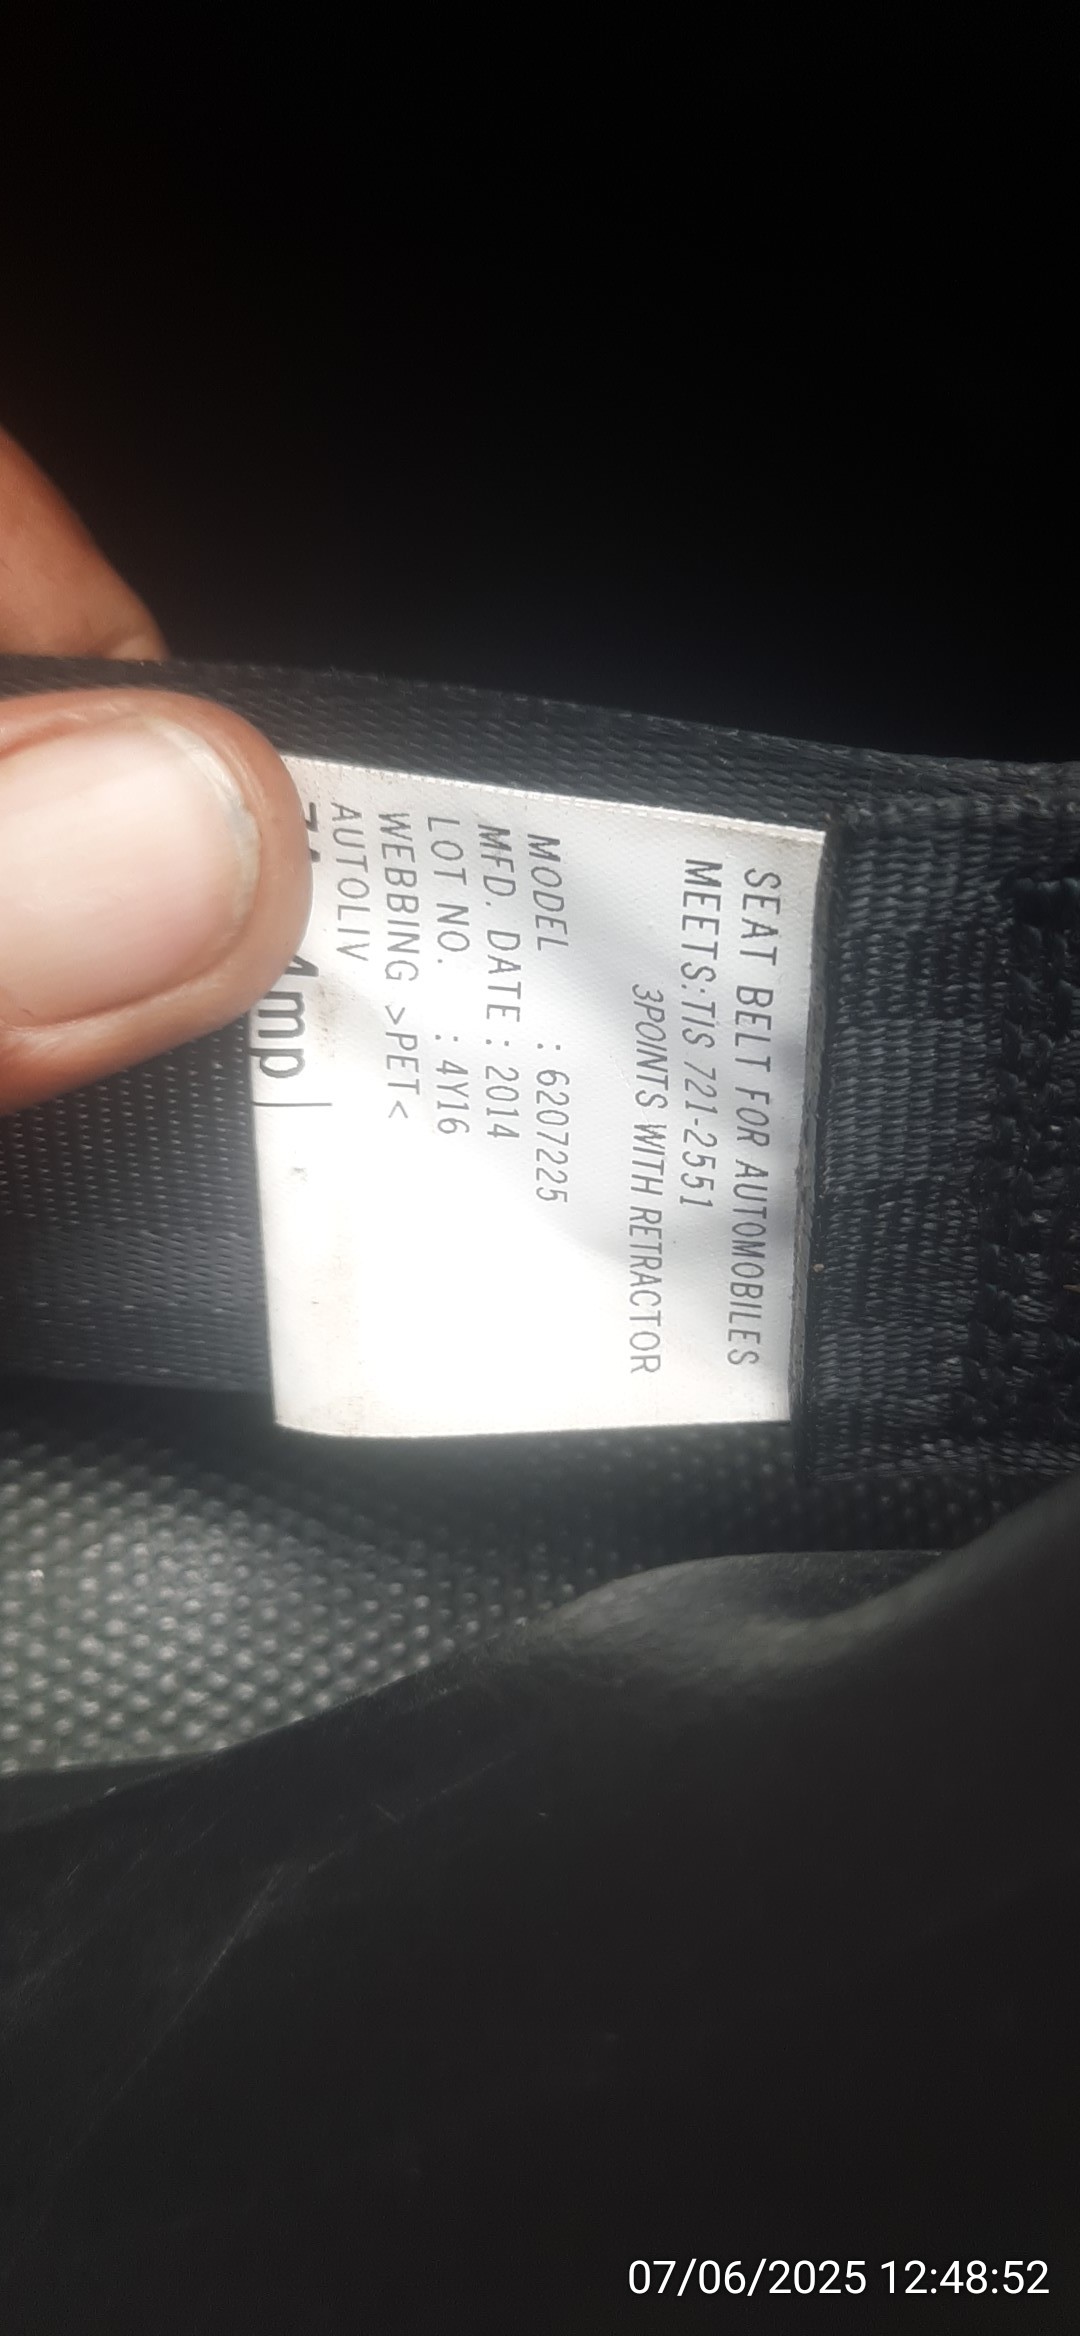 SEAT BELT FOR AUTOMOBILES
MEETS:TIS 721-2551
3POINTS WITH RETRACTOR
MODEL : 6207225
MFD. DATE : 2014
LOT NO. : 4Y16
WEBBING >PET<
AUTOLIV
07/06/2025 12:48:52